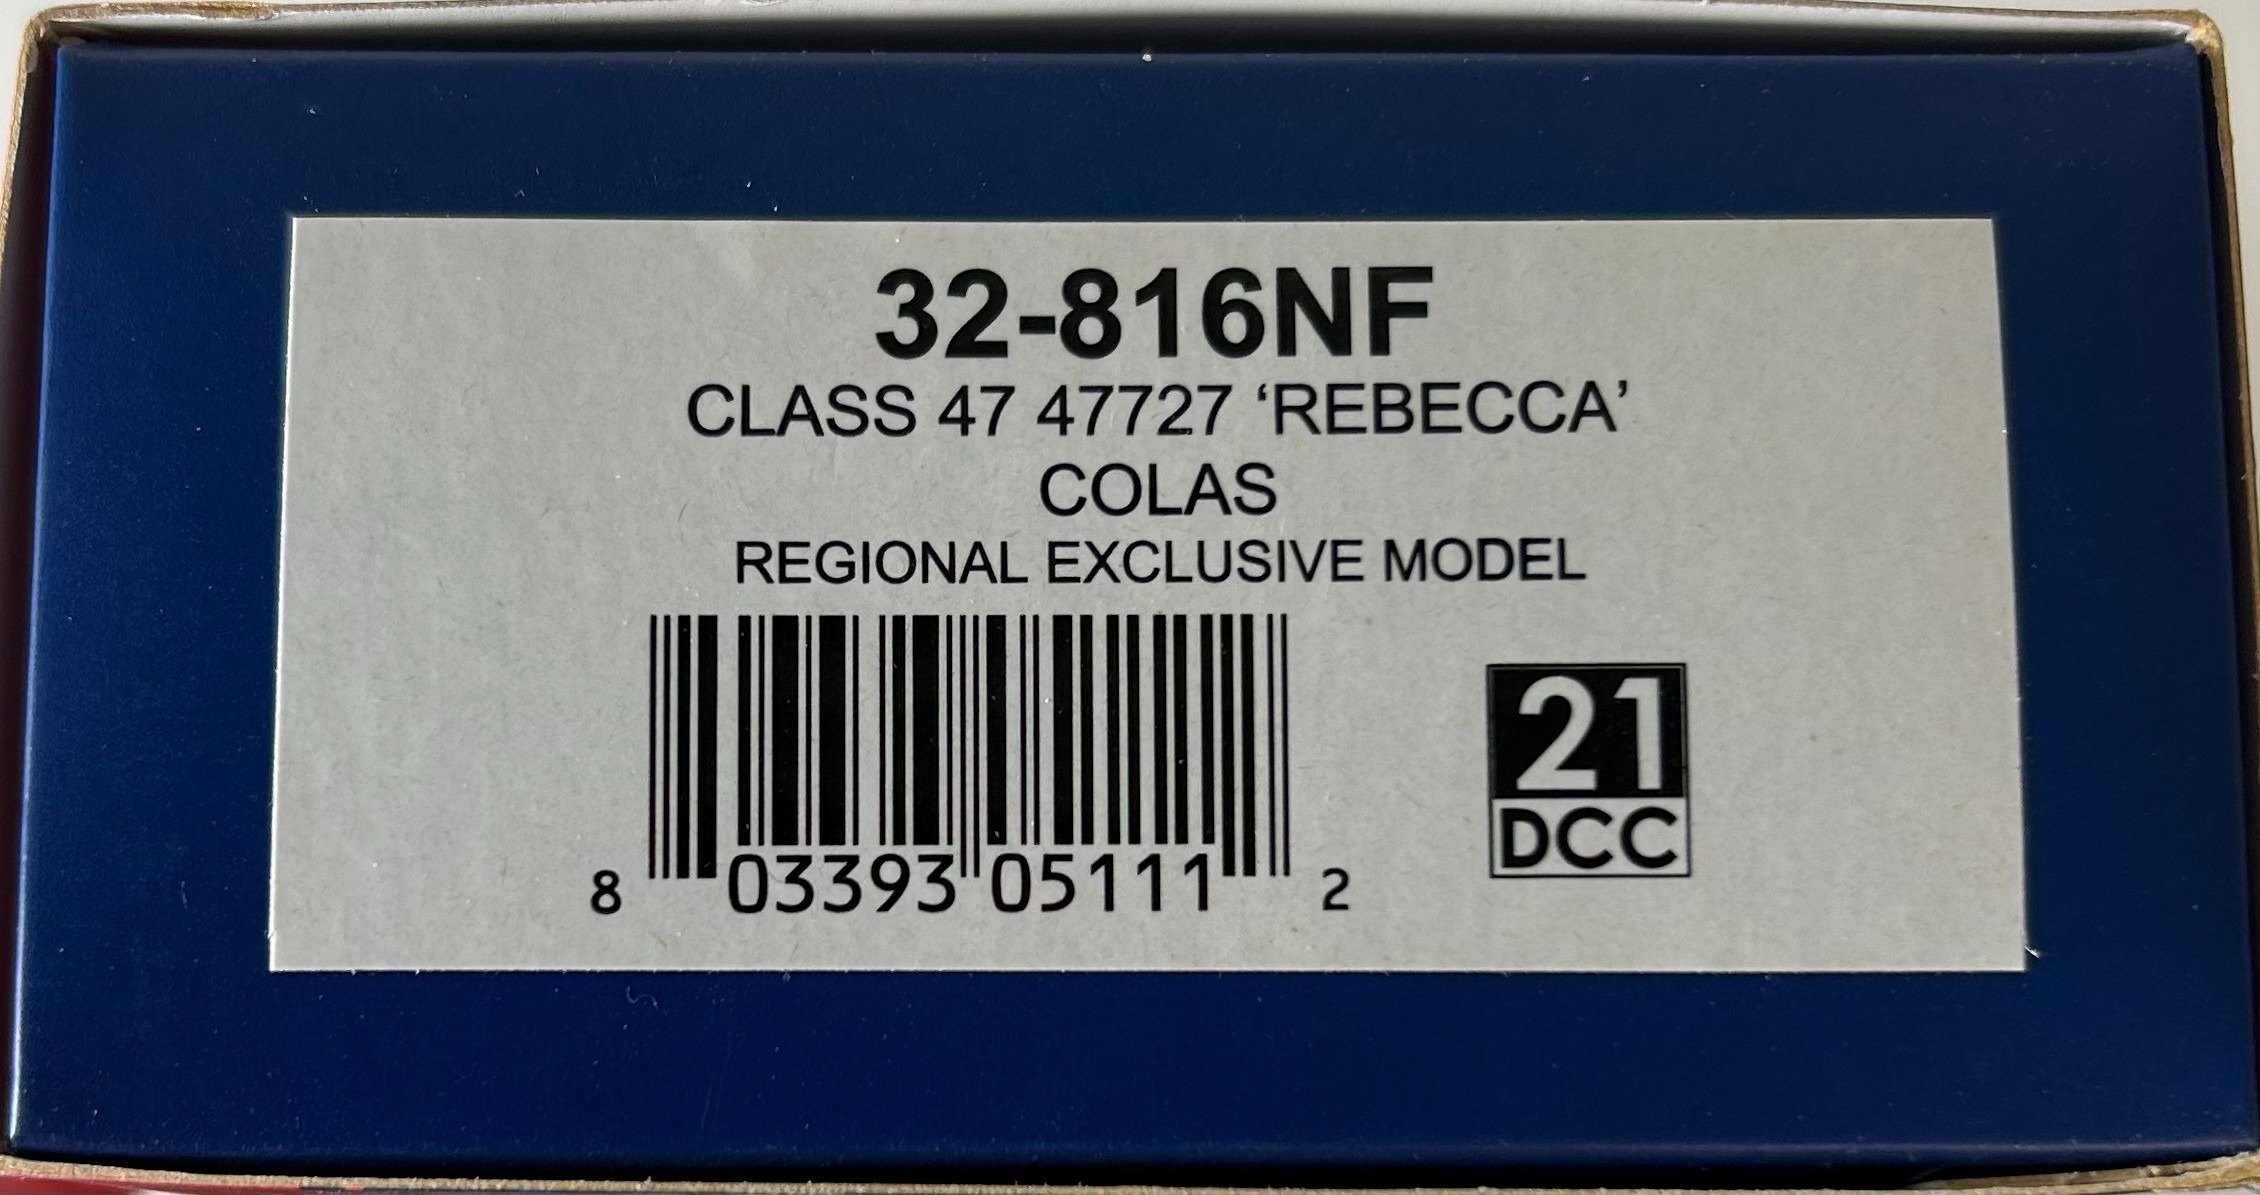 32-816NF
CLASS 47 47727 ‘REBECCA’
COLAS
REGIONAL EXCLUSIVE MODEL
8 03393 05111 2
21
DCC